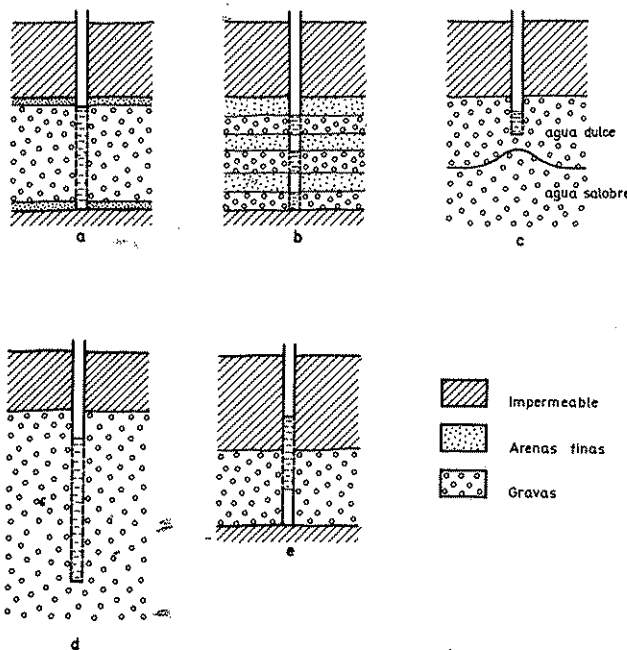 a
b
agua dulce
agua salobre
c
d
e
Impermeable
Arenas finas
Gravas